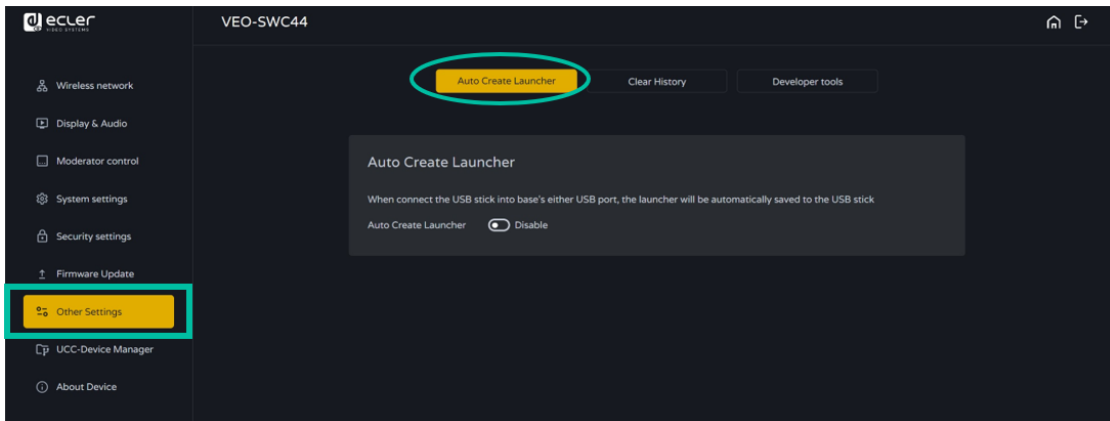 ecler
VIDEO SYSTEMS
VEO-SWC44
Wireless network
Display & Audio
Moderator control
System settings
Security settings
Firmware Update
Other Settings
UCC-Device Manager
About Device
Auto Create Launcher
Clear History
Developer tools
Auto Create Launcher
When connect the USB stick into base's either USB port, the launcher will be automatically saved to the USB stick
Auto Create Launcher Disable